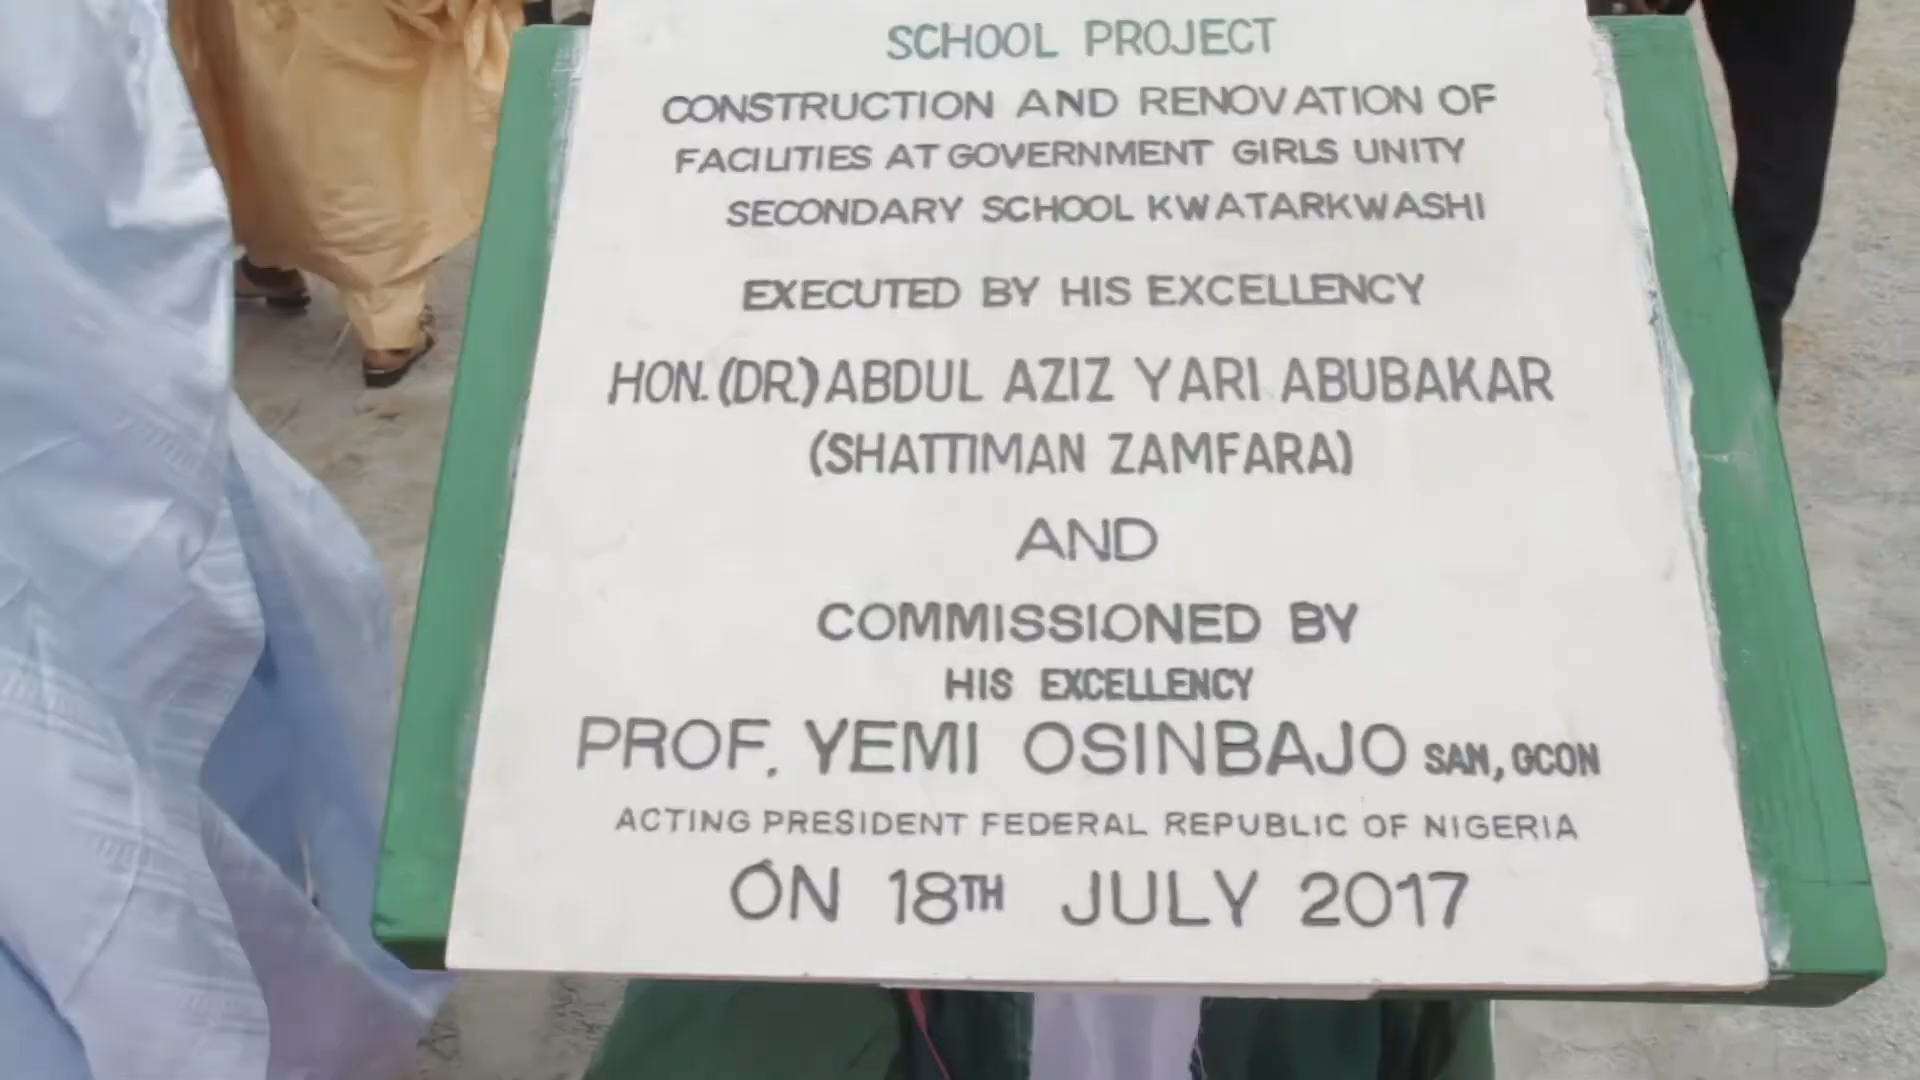 SCHOOL PROJECT
CONSTRUCTION AND RENOVATION OF
FACILITIES AT GOVERNMENT GIRLS UNITY
SECONDARY SCHOOL KWATARKWASHI
EXECUTED BY HIS EXCELLENCY
HON. (DR.) ABDUL AZIZ YARI ABUBAKAR
(SHATTIMAN ZAMFARA)
AND
COMMISSIONED BY
HIS EXCELLENCY
PROF. YEMI OSINBAJO SAN, GCON
ACTING PRESIDENT FEDERAL REPUBLIC OF NIGERIA
ON 18TH JULY 2017